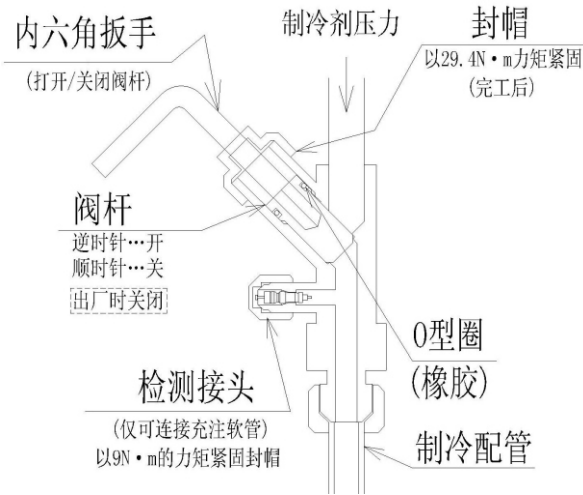 内六角扳手
(打开/关闭阀杆)
制冷剂压力
封帽
以29.4N·m力矩紧固
(完工后)
阀杆
逆时针…开
顺时针…关
出厂时关闭
O型圈
(橡胶)
检测接头
(仅可连接充注软管)
以9N·m的力矩紧固封帽
制冷配管